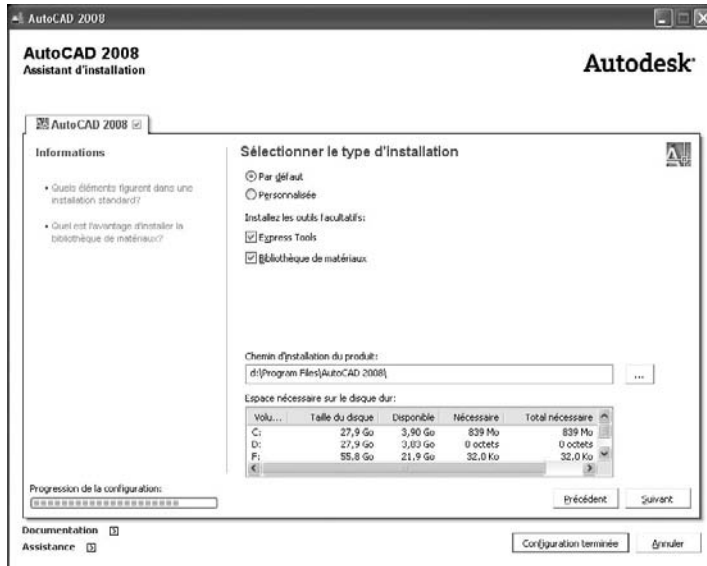 AutoCAD 2008
AutoCAD 2008
Assistant d'installation
Autodesk
AutoCAD 2008
Informations
• Quels éléments figurent dans une
installation standard?
• Quel est l'avantage d'installer la
bibliothèque de matériaux?
Sélectionner le type d'installation
Par défaut
Personnalisée
Installez les outils facultatifs:
Express Tools
Bibliothèque de matériaux
Chemin d'installation du produit:
d:\Program Files\AutoCAD 2008\
...
Espace nécessaire sur le disque dur:
Volu... Taille du disque Disponible Nécessaire Total nécessaire
C: 27,9 Go 3,90 Go 839 Mo 839 Mo
D: 27,9 Go 3,83 Go 0 octets 0 octets
F: 55,8 Go 21,9 Go 32,0 Ko 32,0 Ko
Progression de la configuration:
Précédent Suivant
Documentation
Assistance
Configuration terminée Annuler